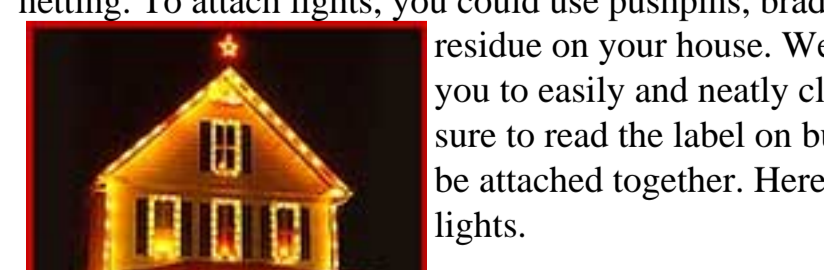 netting. To attach lights, you could use pushpins, brad
residue on your house. We
you to easily and neatly cl
sure to read the label on bu
be attached together. Here
lights.